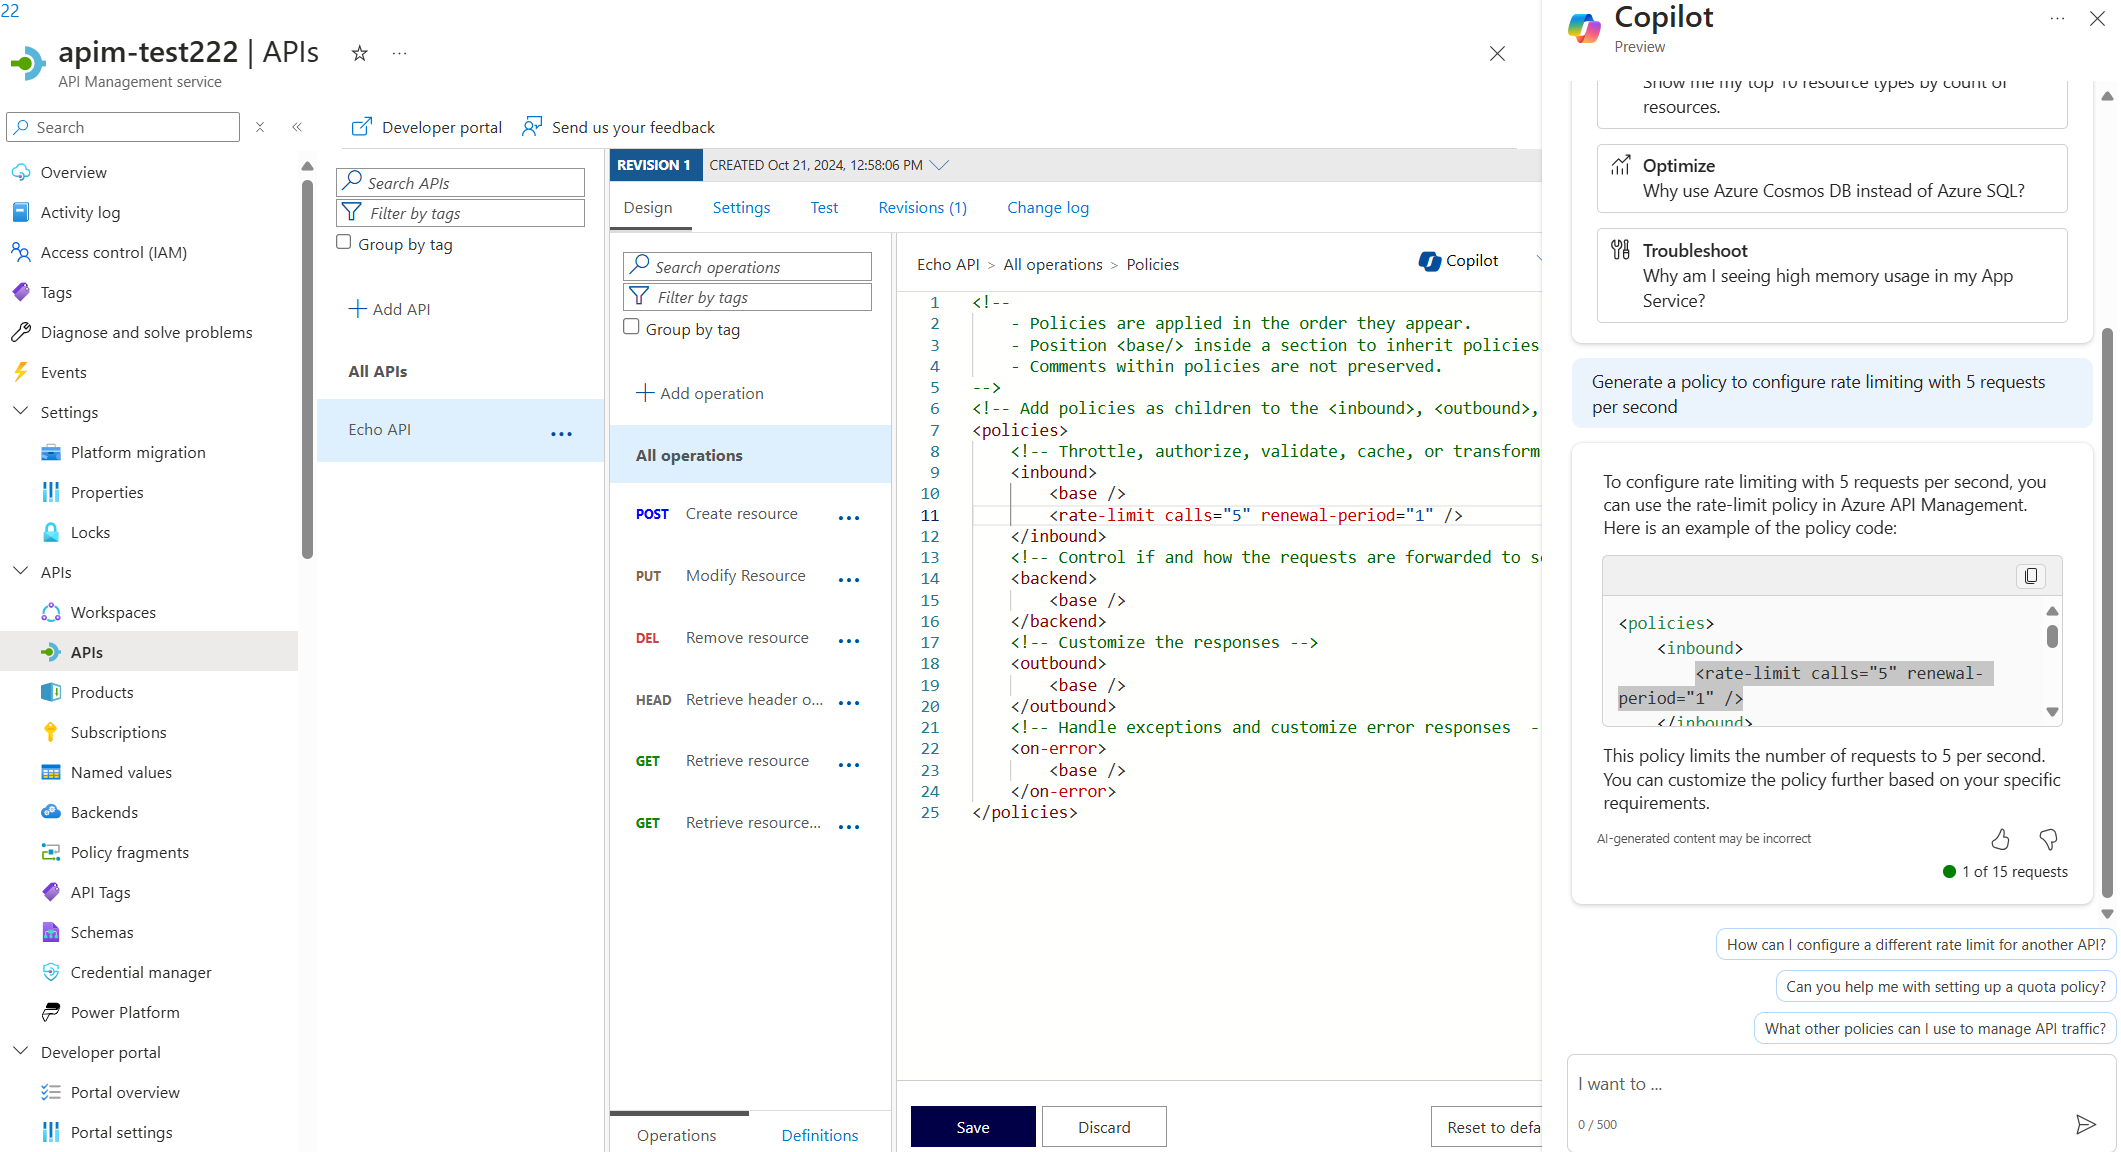 22
apim-test222 | APIs
API Management service
Search
Overview
Activity log
Access control (IAM)
Tags
Diagnose and solve problems
Events
Settings
Platform migration
Properties
Locks
APIs
Workspaces
APIs
Products
Subscriptions
Named values
Backends
Policy fragments
API Tags
Schemas
Credential manager
Power Platform
Developer portal
Portal overview
Portal settings
Developer portal
Send us your feedback
Search APIs
Filter by tags
Group by tag
Add API
All APIs
Echo API
REVISION 1
CREATED Oct 21, 2024, 12:58:06 PM
Design
Settings
Test
Revisions (1)
Change log
Search operations
Filter by tags
Group by tag
Add operation
All operations
POST Create resource
PUT Modify Resource
DEL Remove resource
HEAD Retrieve header o...
GET Retrieve resource
GET Retrieve resource...
Operations
Definitions
Echo API > All operations > Policies
Copilot
1 <!--
2 - Policies are applied in the order they appear.
3 - Position <base/> inside a section to inherit policies
4 - Comments within policies are not preserved.
5 -->
6 <!-- Add policies as children to the <inbound>, <outbound>,
7 <policies>
8 <!-- Throttle, authorize, validate, cache, or transform
9 <inbound>
10 <base />
11 <rate-limit calls="5" renewal-period="1" />
12 </inbound>
13 <!-- Control if and how the requests are forwarded to s
14 <backend>
15 <base />
16 </backend>
17 <!-- Customize the responses -->
18 <outbound>
19 <base />
20 </outbound>
21 <!-- Handle exceptions and customize error responses -
22 <on-error>
23 <base />
24 </on-error>
25 </policies>
Save
Discard
Reset to defa
Copilot
Preview
Show me my top 10 resource types by count of
resources.
Optimize
Why use Azure Cosmos DB instead of Azure SQL?
Troubleshoot
Why am I seeing high memory usage in my App
Service?
Generate a policy to configure rate limiting with 5 requests
per second
To configure rate limiting with 5 requests per second, you
can use the rate-limit policy in Azure API Management.
Here is an example of the policy code:
<policies>
<inbound>
<rate-limit calls="5" renewal-
period="1" />
</inbound>
This policy limits the number of requests to 5 per second.
You can customize the policy further based on your specific
requirements.
AI-generated content may be incorrect
1 of 15 requests
How can I configure a different rate limit for another API?
Can you help me with setting up a quota policy?
What other policies can I use to manage API traffic?
I want to ...
0 / 500